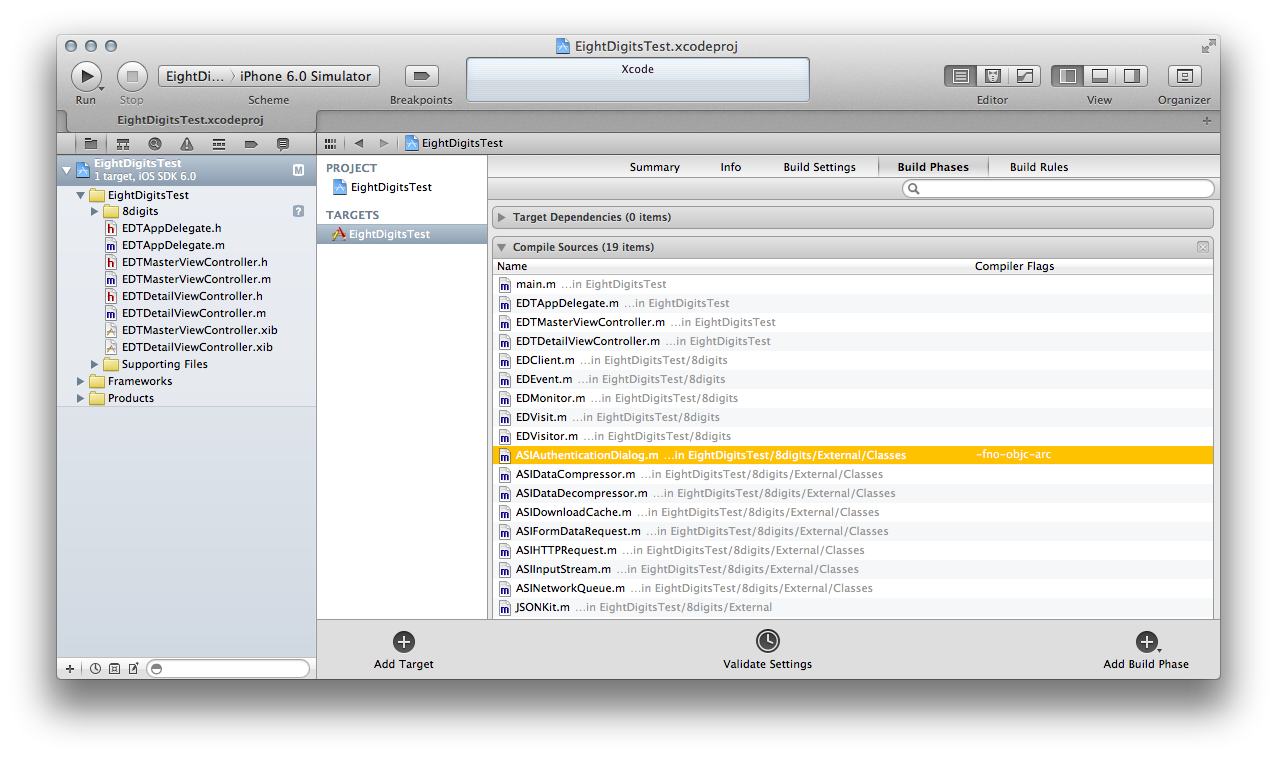 EightDigitsTest.xcodeproj
EightDi... 〉iPhone 6.0 Simulator
Xcode
Run
Stop
Scheme
Breakpoints
Editor
View
Organizer
EightDigitsTest.xcodeproj
EightDigitsTest
EightDigitsTest
1 target, iOS SDK 6.0
M
EightDigitsTest
8digits
?
h EDTAppDelegate.h
m EDTAppDelegate.m
h EDTMasterViewController.h
m EDTMasterViewController.m
h EDTDetailViewController.h
m EDTDetailViewController.m
EDTMasterViewController.xib
EDTDetailViewController.xib
Supporting Files
Frameworks
Products
PROJECT
EightDigitsTest
TARGETS
EightDigitsTest
Summary Info Build Settings Build Phases Build Rules
Target Dependencies (0 items)
Compile Sources (19 items)
Name Compiler Flags
m main.m ...in EightDigitsTest
m EDTAppDelegate.m ...in EightDigitsTest
m EDTMasterViewController.m ...in EightDigitsTest
m EDTDetailViewController.m ...in EightDigitsTest
m EDClient.m ...in EightDigitsTest/8digits
m EDEvent.m ...in EightDigitsTest/8digits
m EDMonitor.m ...in EightDigitsTest/8digits
m EDVisit.m ...in EightDigitsTest/8digits
m EDVisitor.m ...in EightDigitsTest/8digits
m ASIAuthenticationDialog.m ...in EightDigitsTest/8digits/External/Classes -fno-objc-arc
m ASIDataCompressor.m ...in EightDigitsTest/8digits/External/Classes
m ASIDataDecompressor.m ...in EightDigitsTest/8digits/External/Classes
m ASIDownloadCache.m ...in EightDigitsTest/8digits/External/Classes
m ASIFormDataRequest.m ...in EightDigitsTest/8digits/External/Classes
m ASIHTTPRequest.m ...in EightDigitsTest/8digits/External/Classes
m ASIInputStream.m ...in EightDigitsTest/8digits/External/Classes
m ASINetworkQueue.m ...in EightDigitsTest/8digits/External/Classes
m JSONKit.m ...in EightDigitsTest/8digits/External
Add Target
Validate Settings
Add Build Phase